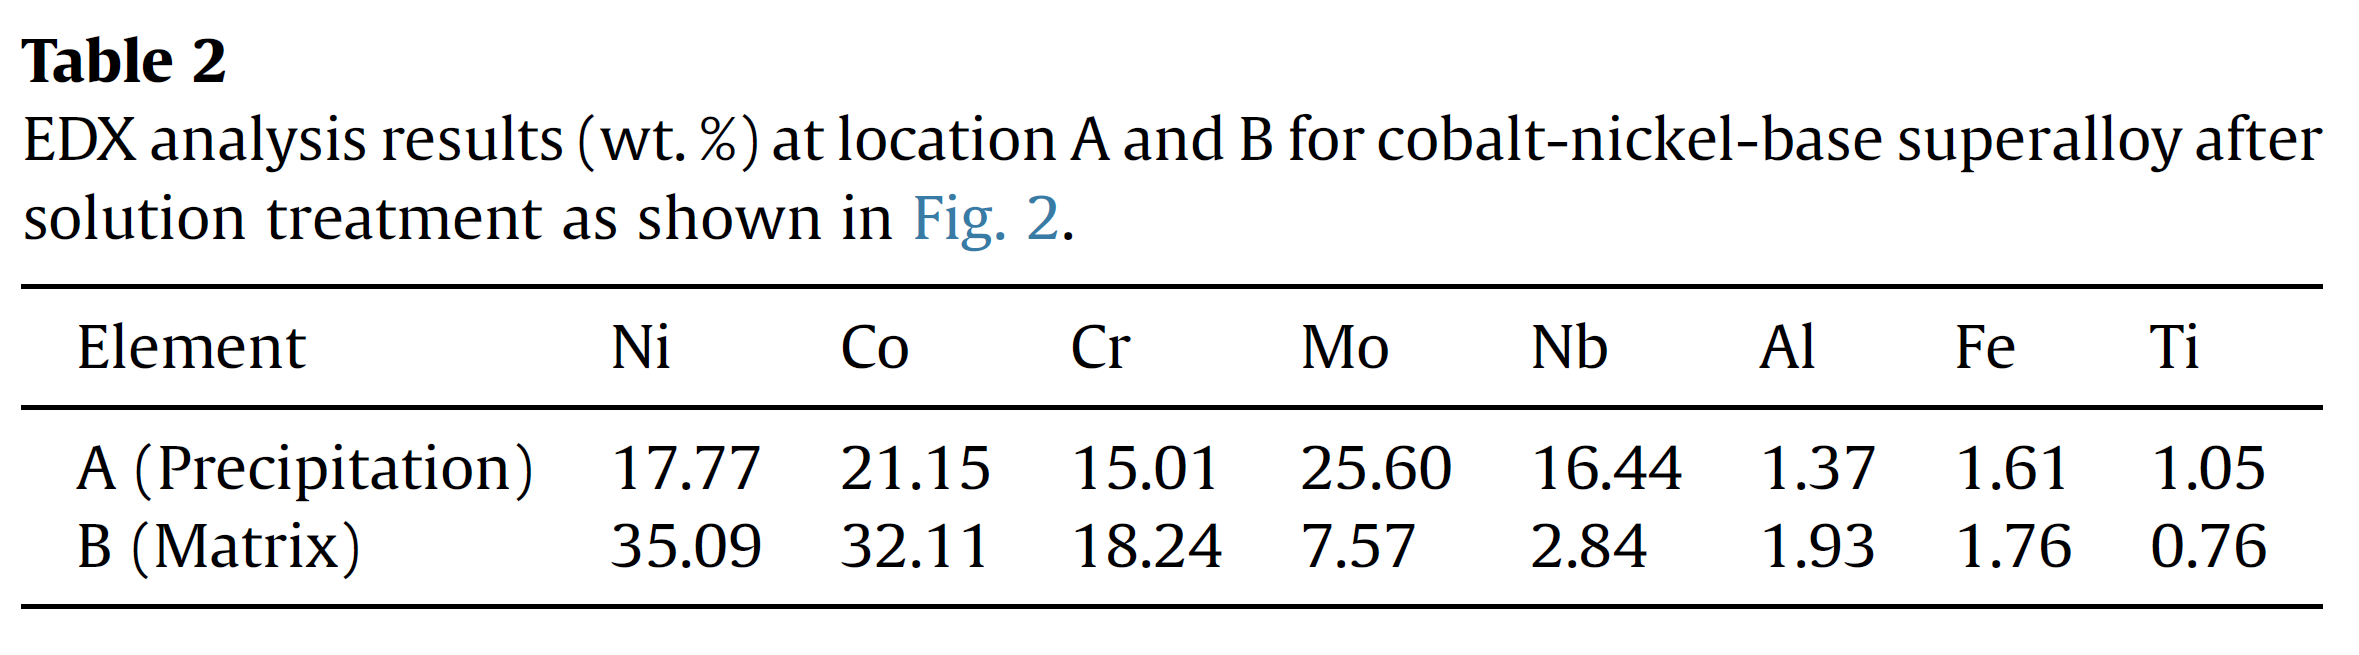 Table 2
EDX analysis results (wt. %) at location A and B for cobalt-nickel-base superalloy after
solution treatment as shown in Fig. 2.
Element Ni Co Cr Mo Nb Al Fe Ti
A (Precipitation) 17.77 21.15 15.01 25.60 16.44 1.37 1.61 1.05
B (Matrix) 35.09 32.11 18.24 7.57 2.84 1.93 1.76 0.76